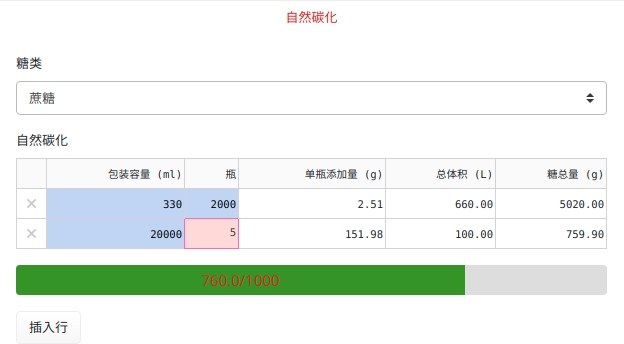 自然碳化
糖类
蔗糖
自然碳化
包装容量 (ml) 瓶 单瓶添加量 (g) 总体积 (L) 糖总量 (g)
× 330 2000 2.51 660.00 5020.00
× 20000 5 151.98 100.00 759.90
760.0/1000
插入行